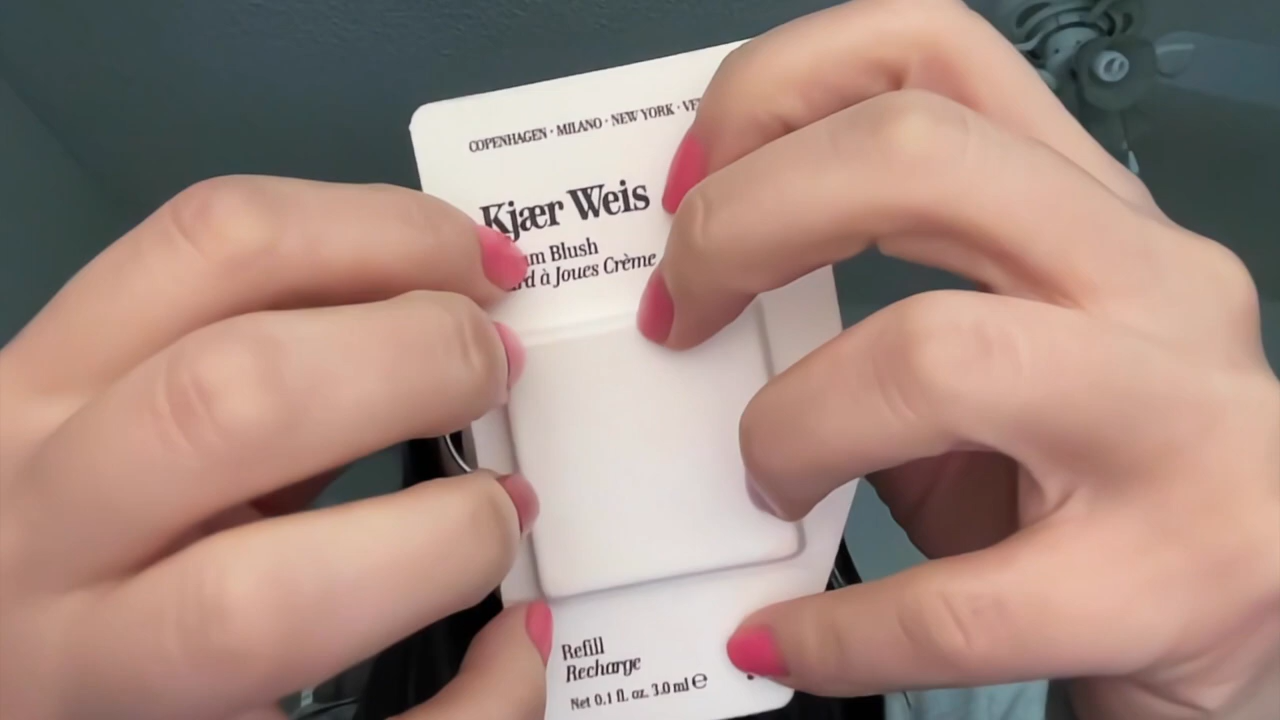 COPENHAGEN · MILANO · NEW YORK ·
Kjær Weis
Blush
à Joues Crème
Refill
Recharge
Net 0.1 fl. oz. 3.0 ml ℮